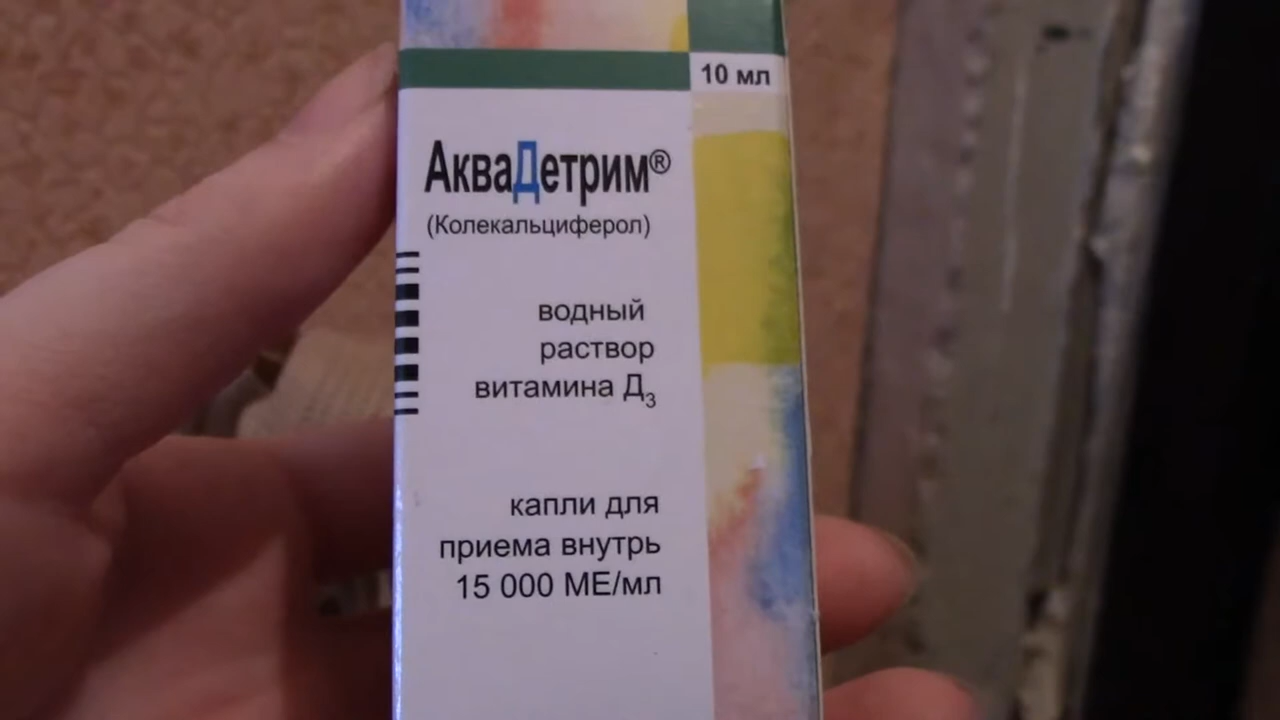 10 мл
АкваДетрим®
(Колекальциферол)
водный
раствор
витамина Д₃
капли для
приема внутрь
15 000 МЕ/мл